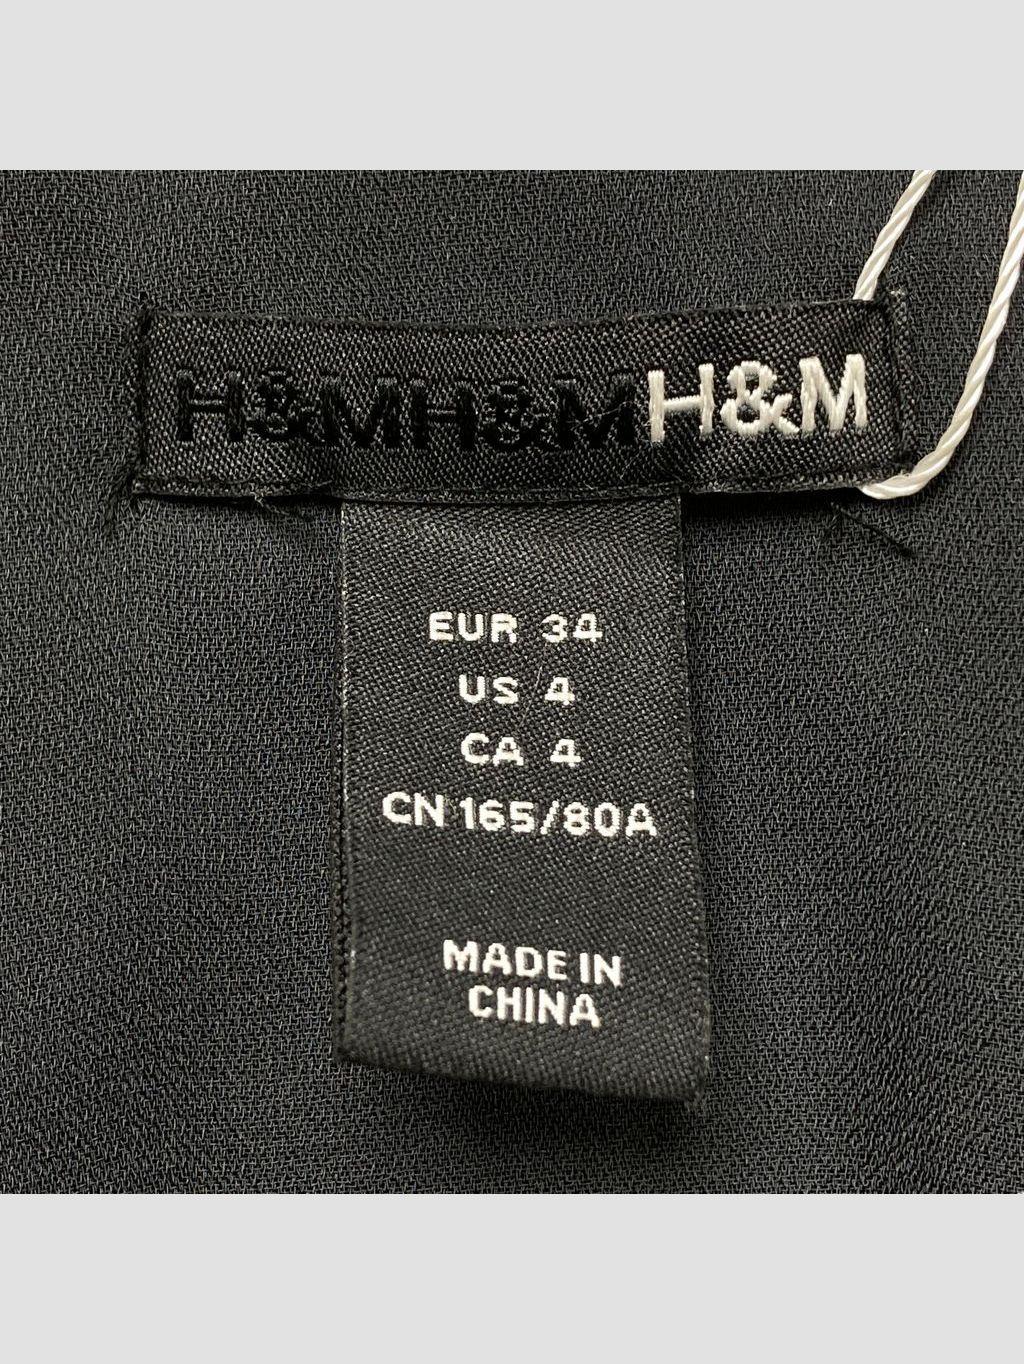 H&MH&MH&M
EUR 34
US 4
CA 4
CN 165/80A
MADE IN
CHINA